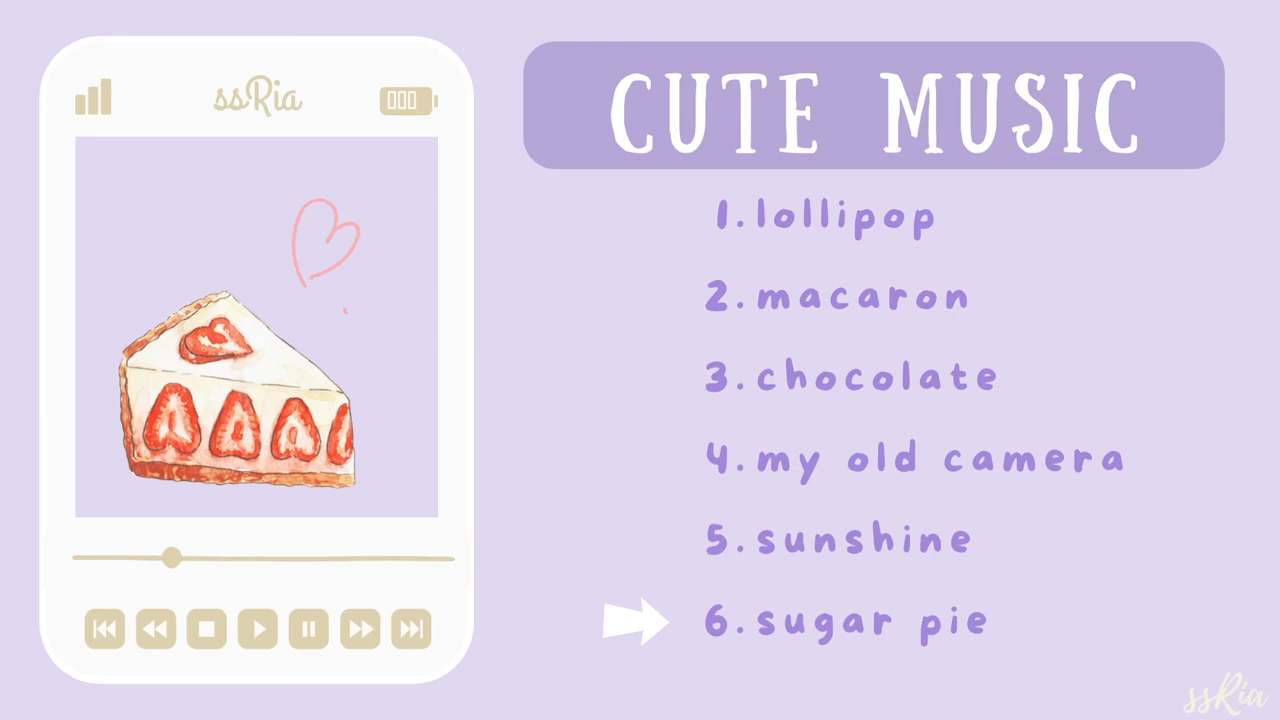 ssRia
CUTE MUSIC
1. lollipop
2. macaron
3. chocolate
4. my old camera
5. sunshine
6. sugar pie
ssRia